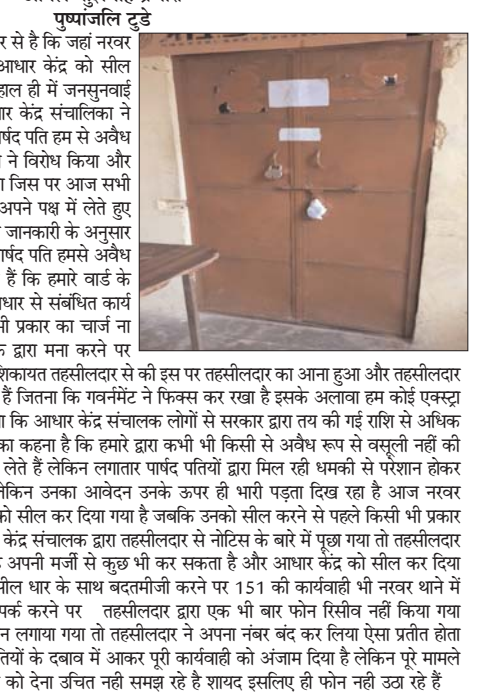 पुष्पांजलि टुडे
र से है कि जहां नरवर
आधार केंद्र को सील
हाल ही में जनसुनवाई
ार केंद्र संचालिका ने
ार्षद पति हम से अवैध
ने विरोध किया और
ा जिस पर आज सभी
अपने पक्ष में लेते हुए
जानकारी के अनुसार
ार्षद पति हमसे अवैध
हैं कि हमारे वार्ड के
धार से संबंधित कार्य
भी प्रकार का चार्ज ना
क द्वारा मना करने पर
शिकायत तहसीलदार से की इस पर तहसीलदार का आना हुआ और तहसीलदार
हैं जितना कि गवर्नमेंट ने फिक्स कर रखा है इसके अलावा हम कोई एक्स्ट्रा
ा कि आधार केंद्र संचालक लोगों से सरकार द्वारा तय की गई राशि से अधिक
का कहना है कि हमारे द्वारा कभी भी किसी से अवैध रूप से वसूली नहीं की
लेते हैं लेकिन लगातार पार्षद पतियों द्वारा मिल रही धमकी से परेशान होकर
लेकिन उनका आवेदन उनके ऊपर ही भारी पड़ता दिख रहा है आज नरवर
को सील कर दिया गया है जबकि उनको सील करने से पहले किसी भी प्रकार
केंद्र संचालक द्वारा तहसीलदार से नोटिस के बारे में पूछा गया तो तहसीलदार
अपनी मर्जी से कुछ भी कर सकता है और आधार केंद्र को सील कर दिया
सील धार के साथ बदतमीजी करने पर 151 की कार्यवाही भी नरवर थाने में
पर्क करने पर तहसीलदार द्वारा एक भी बार फोन रिसीव नहीं किया गया
न लगाया गया तो तहसीलदार ने अपना नंबर बंद कर लिया ऐसा प्रतीत होता
तियों के दबाव में आकर पूरी कार्यवाही को अंजाम दिया है लेकिन पूरे मामले
को देना उचित नही समझ रहे है शायद इसलिए ही फोन नही उठा रहे हैं